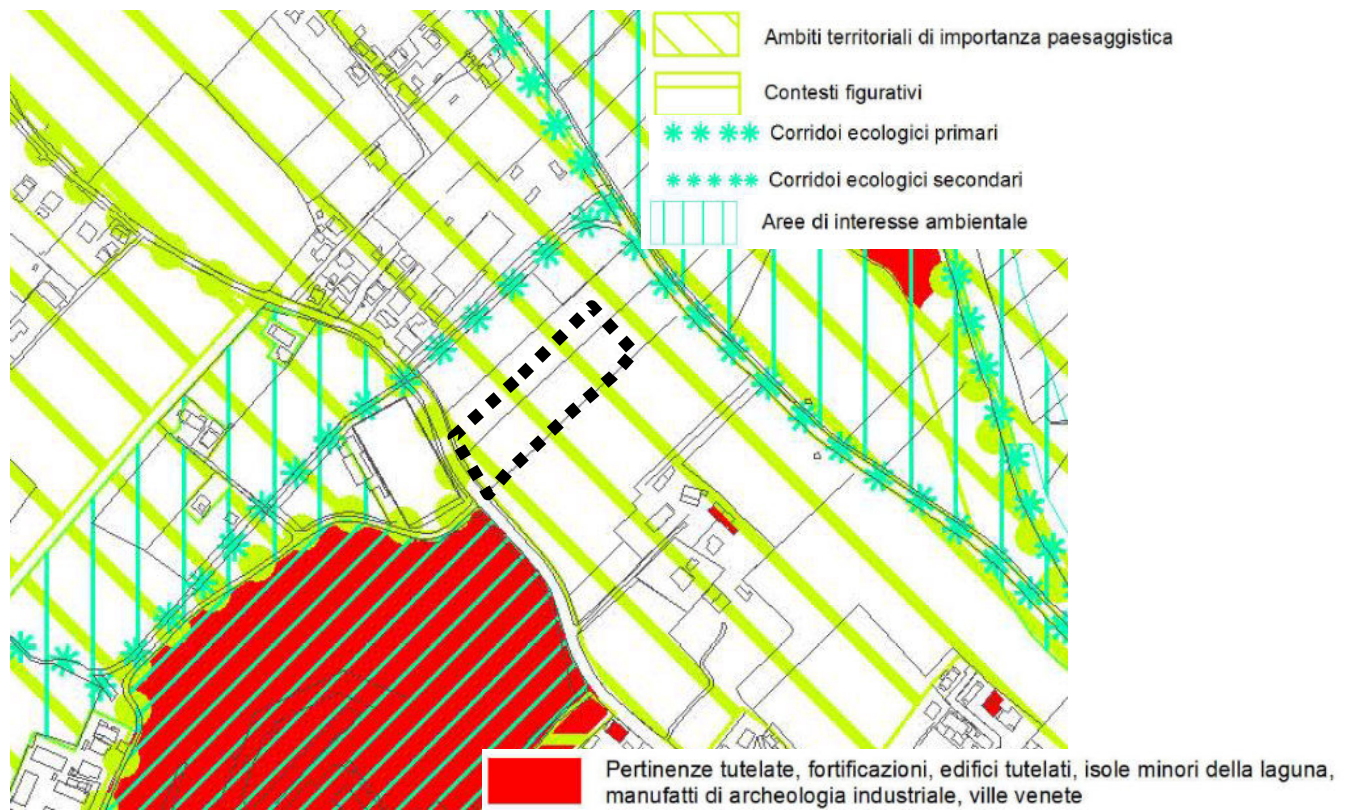 Ambiti territoriali di importanza paesaggistica
Contesti figurativi
Corridoi ecologici primari
Corridoi ecologici secondari
Aree di interesse ambientale
Pertinenze tutelate, fortificazioni, edifici tutelati, isole minori della laguna,
manufatti di archeologia industriale, ville venete